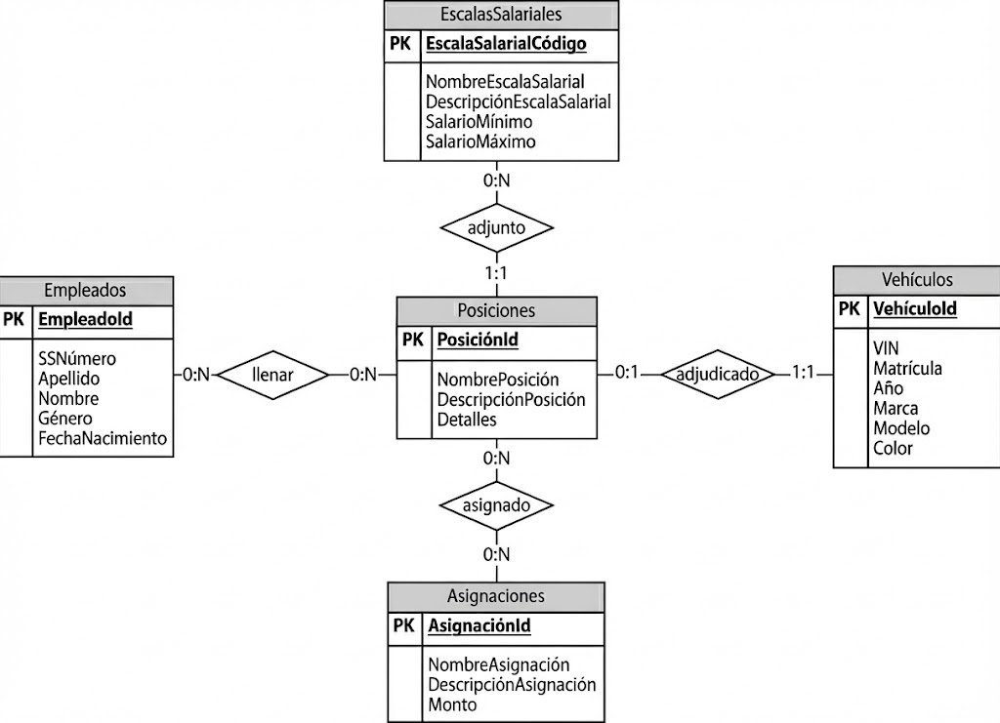 EscalasSalariales
PK EscalaSalarialCódigo
NombreEscalaSalarial
DescripciónEscalaSalarial
SalarioMínimo
SalarioMáximo
0:N
adjunto
1:1
Empleados
PK EmpleadoId
SSNúmero
Apellido
Nombre
Género
FechaNacimiento
0:N
llenar
0:N
Posiciones
PK PosiciónId
NombrePosición
DescripciónPosición
Detalles
0:1
adjudicado
1:1
Vehículos
PK VehículoId
VIN
Matrícula
Año
Marca
Modelo
Color
0:N
asignado
0:N
Asignaciones
PK AsignaciónId
NombreAsignación
DescripciónAsignación
Monto